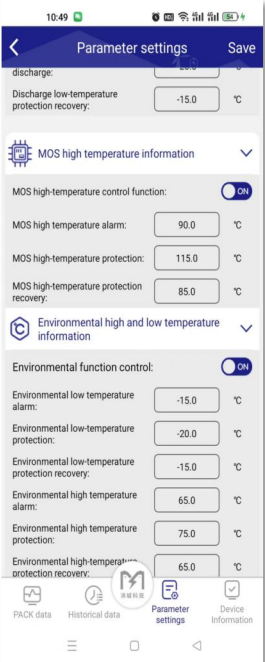 10:49
54
Parameter settings
Save
discharge:
-20.0
°C
Discharge low-temperature
protection recovery:
-15.0
°C
MOS high temperature information
MOS high-temperature control function:
ON
MOS high temperature alarm:
90.0
°C
MOS high-temperature protection:
115.0
°C
MOS high-temperature protection
recovery:
85.0
°C
Environmental high and low temperature
information
Environmental function control:
ON
Environmental low temperature
alarm:
-15.0
°C
Environmental low-temperature
protection:
-20.0
°C
Environmental low-temperature
protection recovery:
-15.0
°C
Environmental high temperature
alarm:
65.0
°C
Environmental high temperature
protection:
75.0
°C
Environmental high-temperature
protection recovery:
65.0
°C
PACK data
Historical data
Parameter
settings
Device
Information